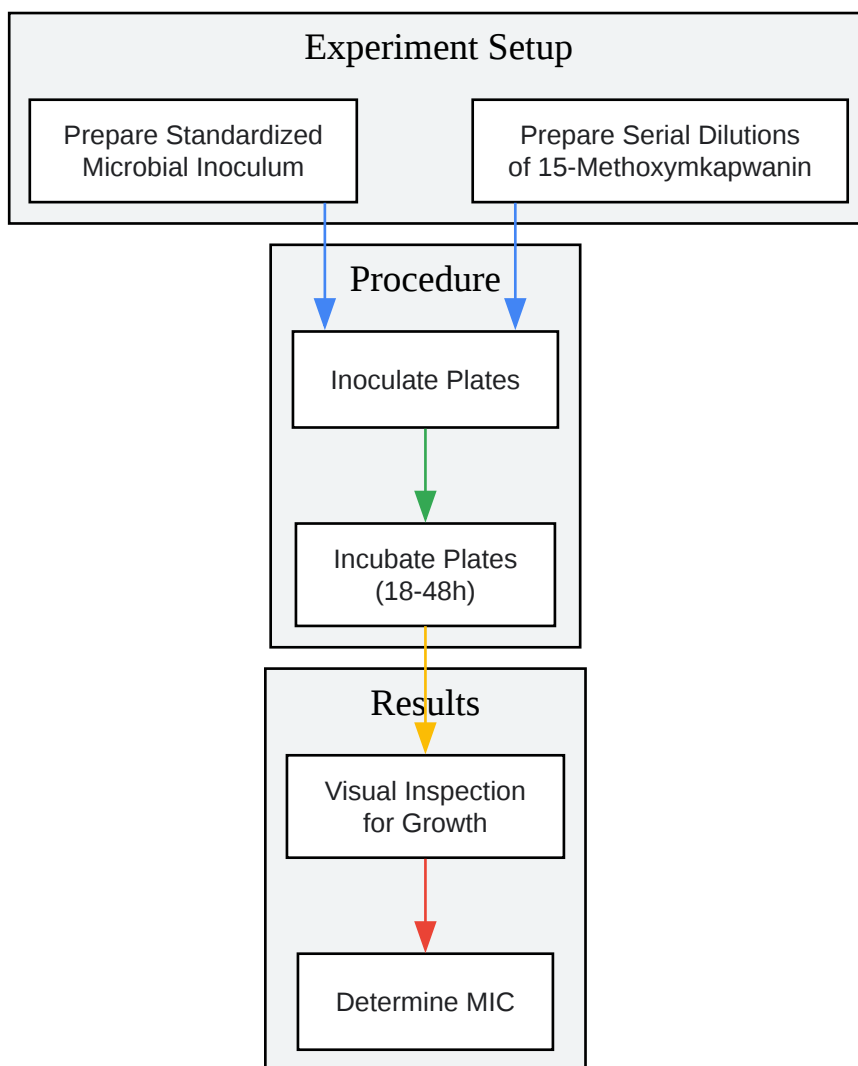 Experiment Setup
Prepare Standardized
Microbial Inoculum
Prepare Serial Dilutions
of 15-Methoxymkapwanin
Procedure
Inoculate Plates
Incubate Plates
(18-48h)
Results
Visual Inspection
for Growth
Determine MIC